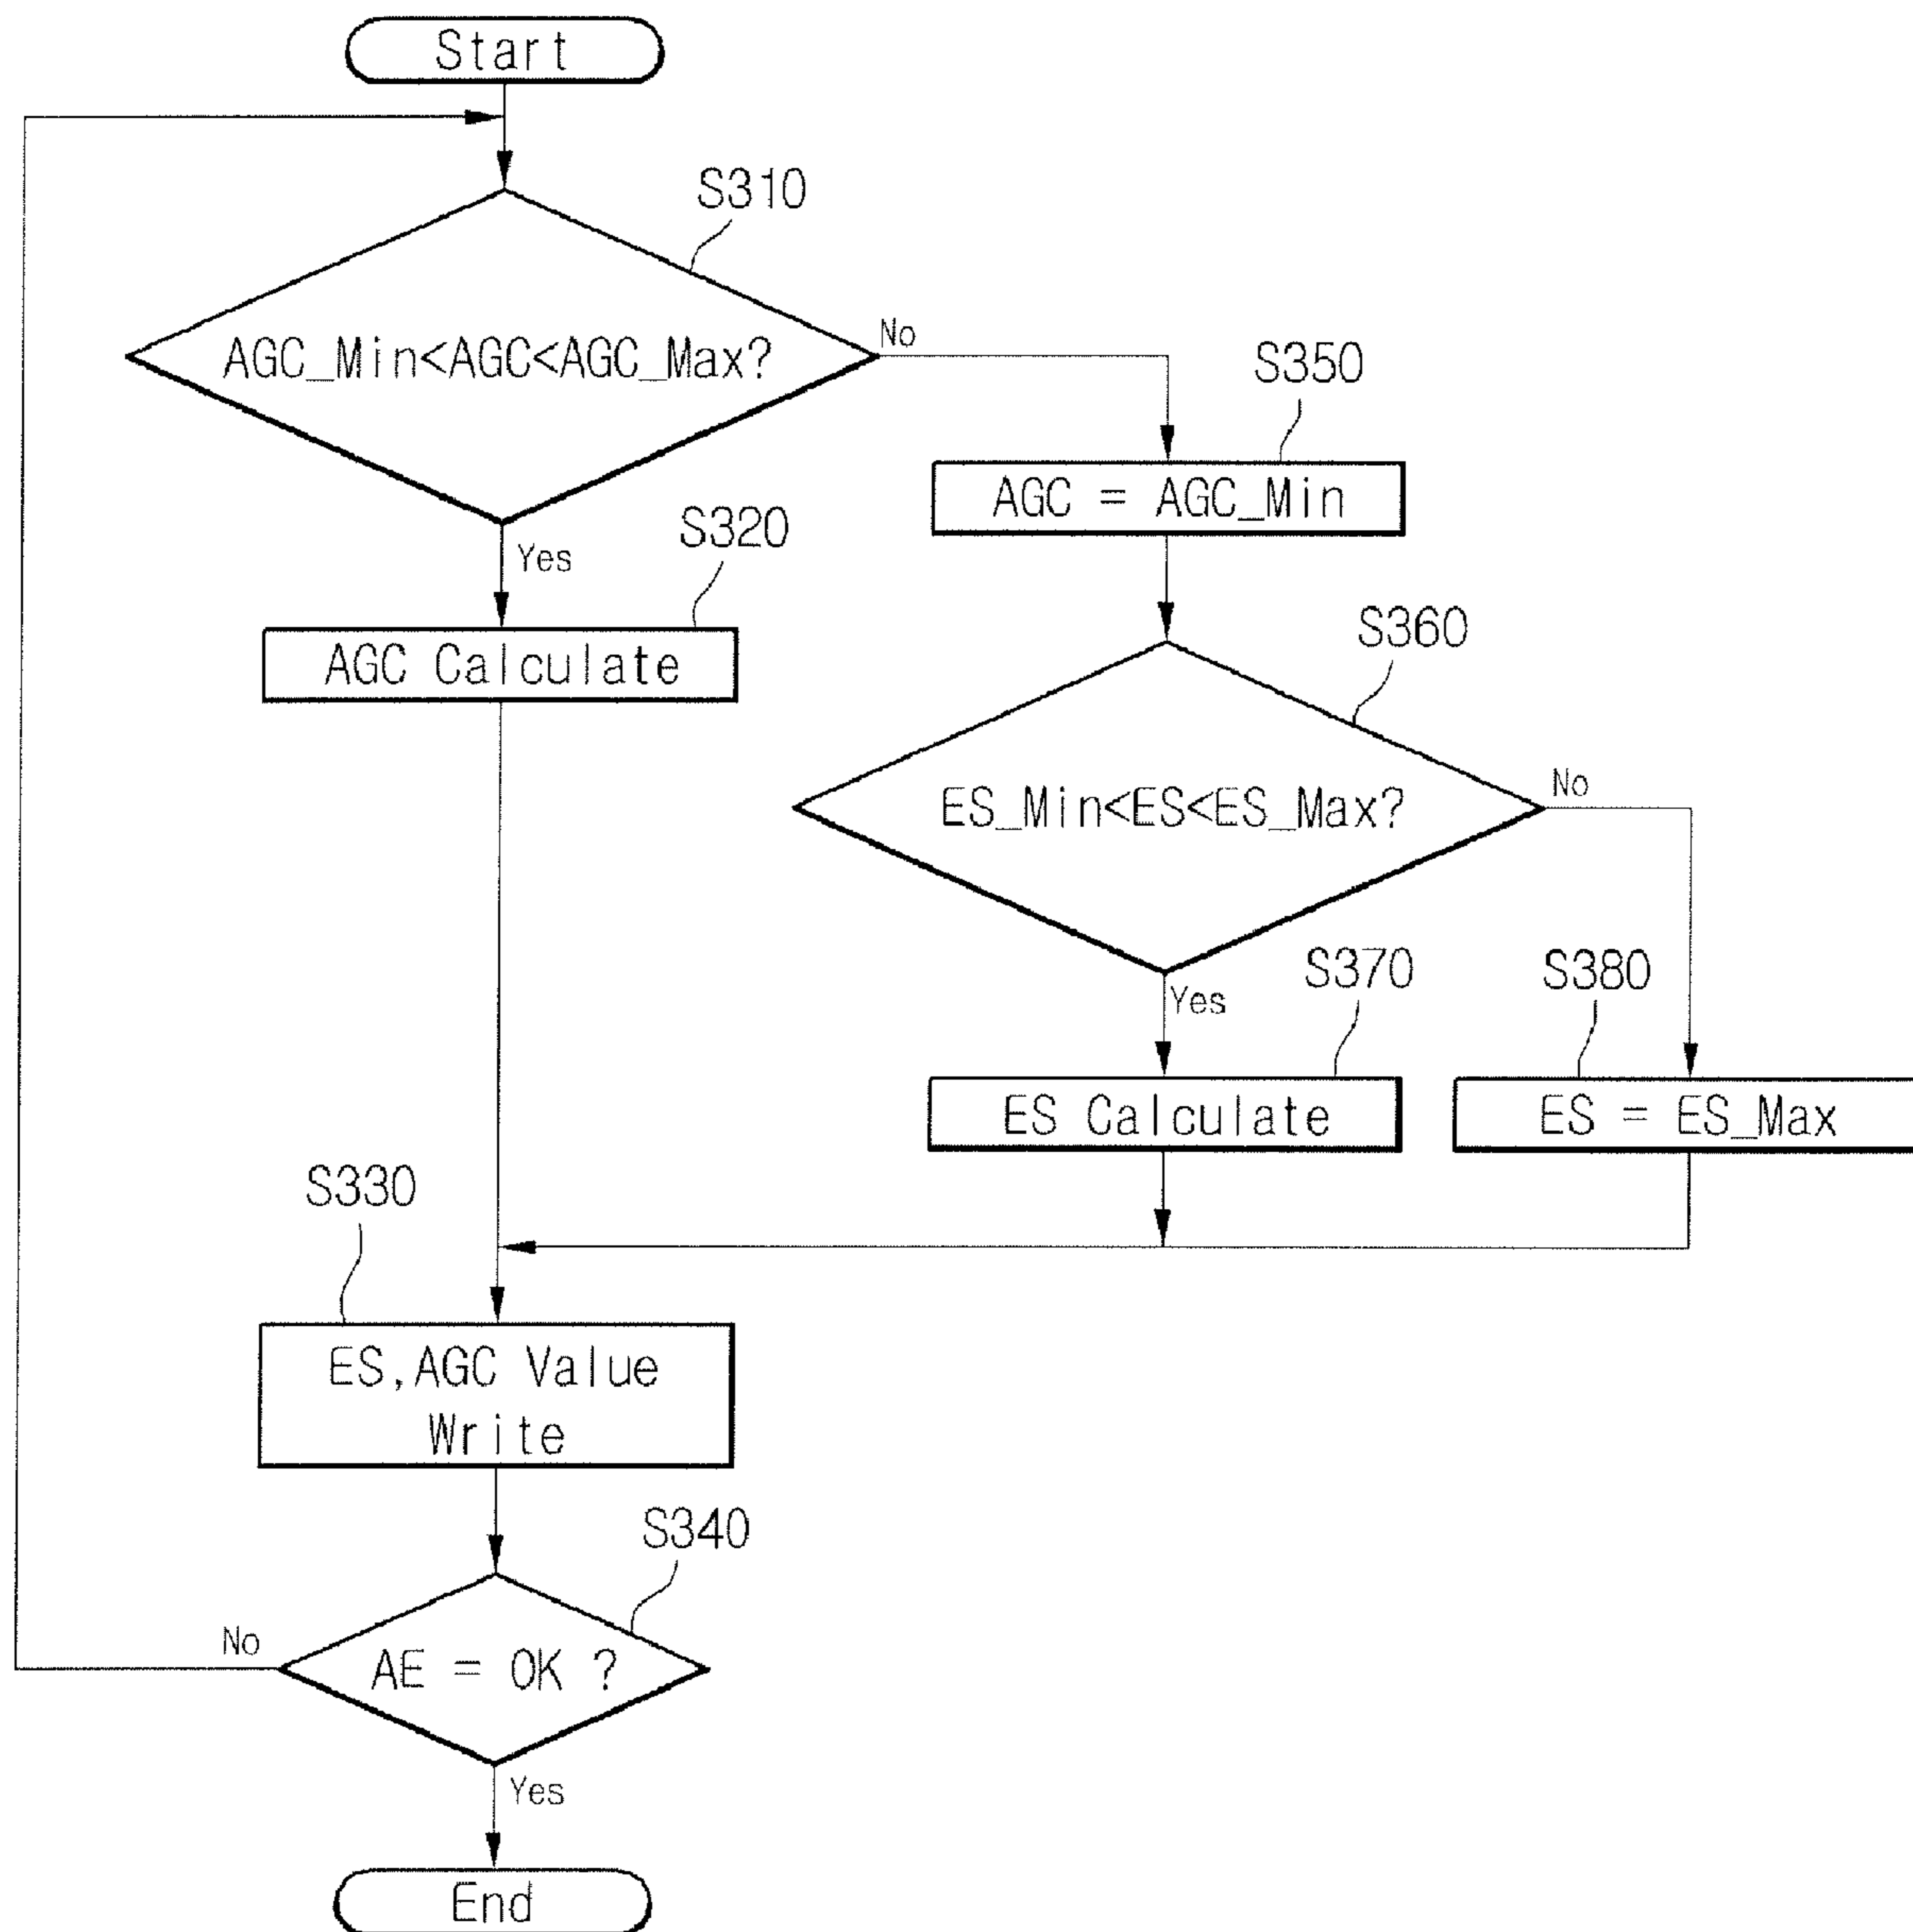 Start
S310
AGC_Min<AGC<AGC_Max?
No
S350
AGC = AGC_Min
Yes
S320
AGC Calculate
S360
ES_Min<ES<ES_Max?
No
Yes
S370
S380
ES Calculate
ES = ES_Max
S330
ES,AGC Value
Write
S340
No
AE = OK ?
Yes
End